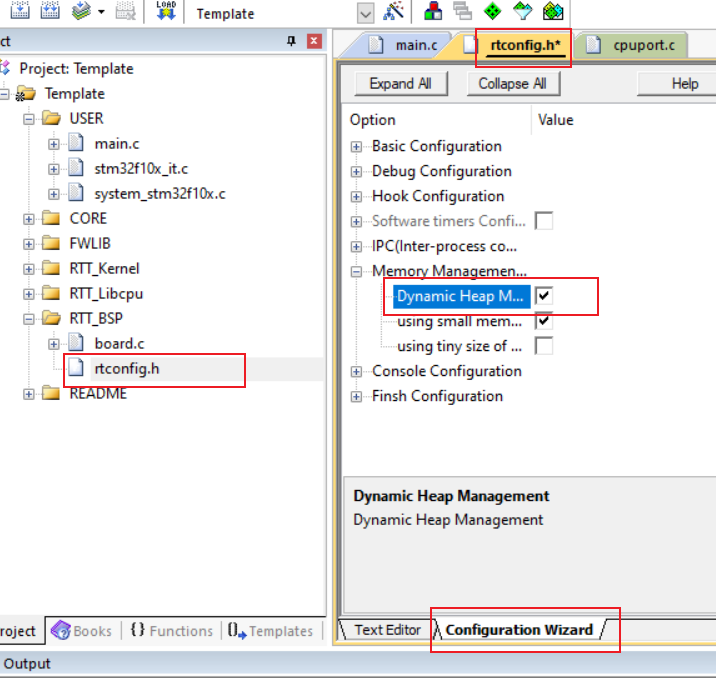 LOAD
Template
ct
Project: Template
Template
USER
main.c
stm32f10x_it.c
system_stm32f10x.c
CORE
FWLIB
RTT_Kernel
RTT_Libcpu
RTT_BSP
board.c
rtconfig.h
README
roject
Books
{} Functions
Templates
main.c
rtconfig.h*
cpuport.c
Expand All
Collapse All
Help
Option
Value
Basic Configuration
Debug Configuration
Hook Configuration
Software timers Confi...
IPC(Inter-process co...
Memory Managemen...
Dynamic Heap M...
using small mem...
using tiny size of ...
Console Configuration
Finsh Configuration
Dynamic Heap Management
Dynamic Heap Management
Text Editor
Configuration Wizard
Output